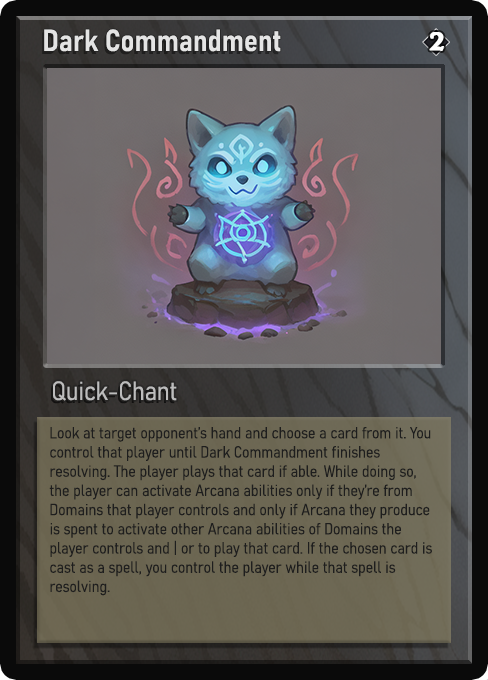 Dark Commandment
2
Quick-Chant
Look at target opponent's hand and choose a card from it. You
control that player until Dark Commandment finishes
resolving. The player plays that card if able. While doing so,
the player can activate Arcana abilities only if they're from
Domains that player controls and only if Arcana they produce
is spent to activate other Arcana abilities of Domains the
player controls and | or to play that card. If the chosen card is
cast as a spell, you control the player while that spell is
resolving.